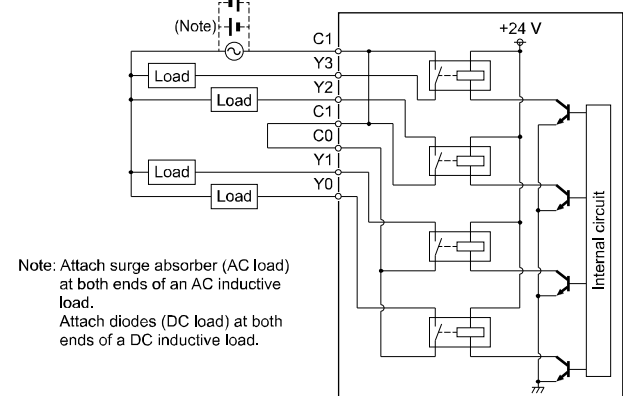 (Note)
C1
+24 V
Y3
Load
Y2
Load
C1
C0
Y1
Load
Y0
Load
Internal circuit
Note: Attach surge absorber (AC load)
at both ends of an AC inductive
load.
Attach diodes (DC load) at both
ends of a DC inductive load.